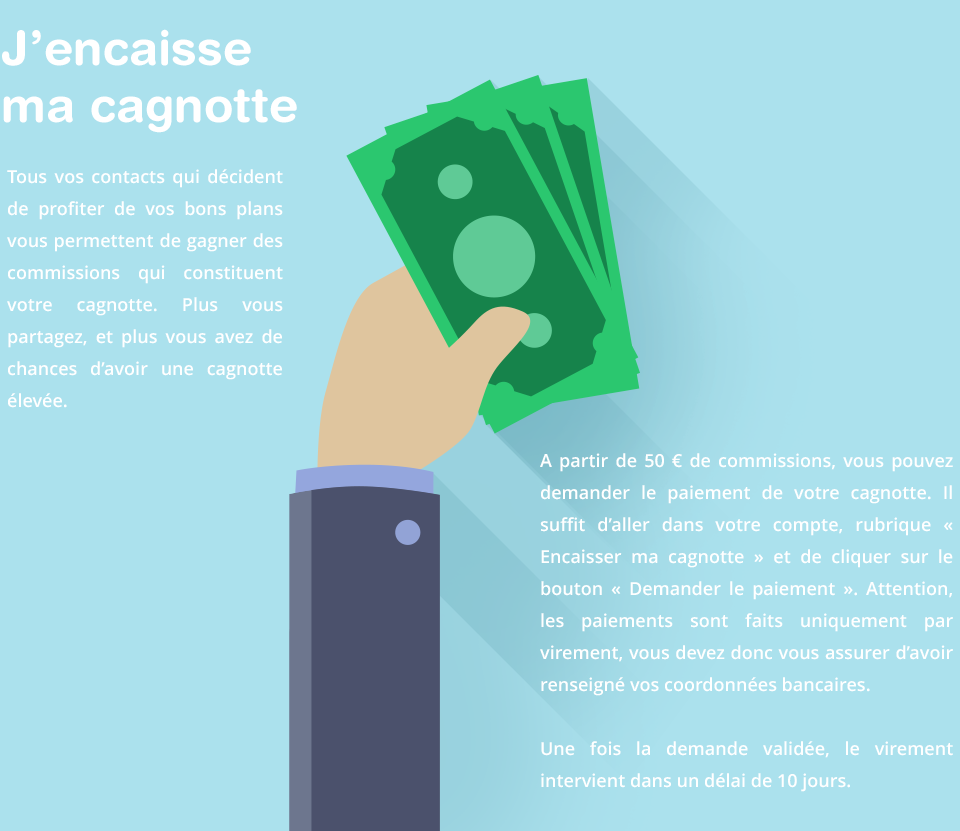 J’encaisse
ma cagnotte
Tous vos contacts qui décident
de profiter de vos bons plans
vous permettent de gagner des
commissions qui constituent
votre cagnotte. Plus vous
partagez, et plus vous avez de
chances d’avoir une cagnotte
élevée.
A partir de 50 € de commissions, vous pouvez
demander le paiement de votre cagnotte. Il
suffit d’aller dans votre compte, rubrique «
Encaisser ma cagnotte » et de cliquer sur le
bouton « Demander le paiement ». Attention,
les paiements sont faits uniquement par
virement, vous devez donc vous assurer d’avoir
renseigné vos coordonnées bancaires.
Une fois la demande validée, le virement
intervient dans un délai de 10 jours.